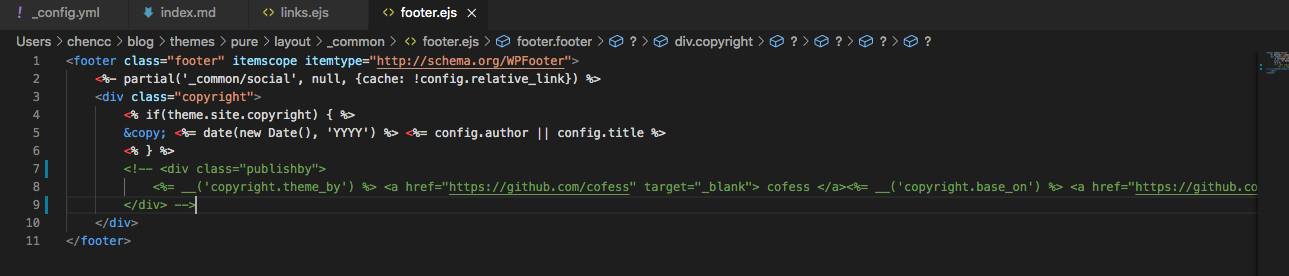 ! _config.yml index.md <> links.ejs <> footer.ejs ×
Users > chencc > blog > themes > pure > layout > _common > <> footer.ejs > footer.footer > ? > ? > div.copyright > ? > ? > ? > ?
1 <footer class="footer" itemscope itemtype="http://schema.org/WPFooter">
2 <%- partial('_common/social', null, {cache: !config.relative_link}) %>
3 <div class="copyright">
4 <% if(theme.site.copyright) { %>
5 &copy; <%= date(new Date(), 'YYYY') %> <%= config.author || config.title %>
6 <% } %>
7 <!-- <div class="publishby">
8 <%= __('copyright.theme_by') %> <a href="https://github.com/cofess" target="_blank"> cofess </a><%= __('copyright.base_on') %> <a href="https://github.co
9 </div> -->
10 </div>
11 </footer>